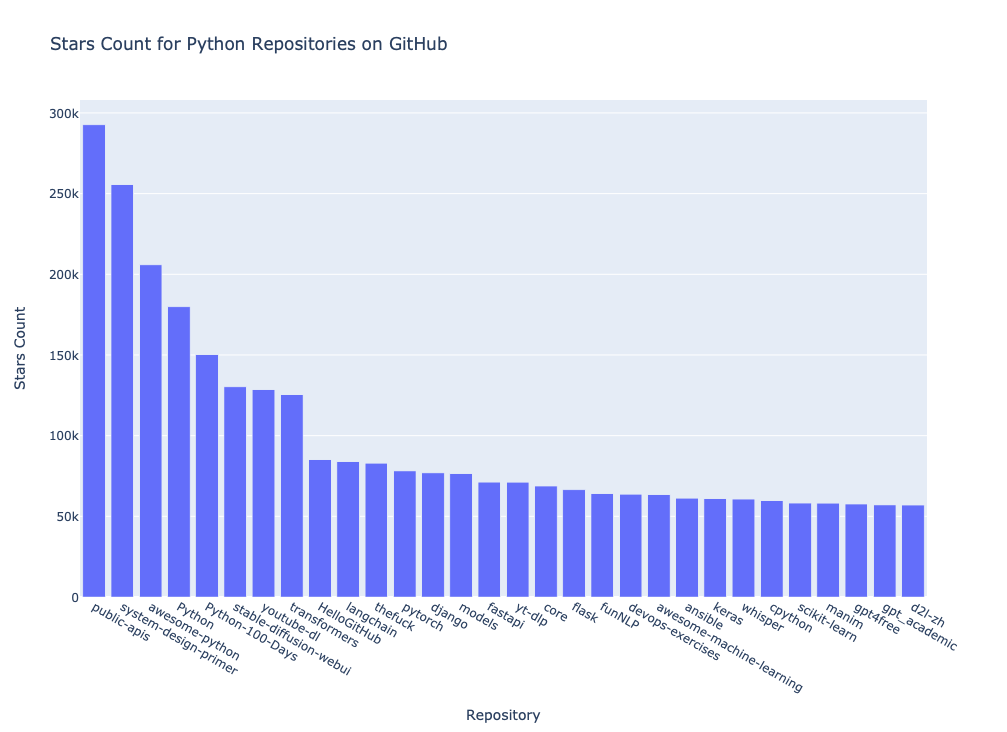 Stars Count for Python Repositories on GitHub
Stars Count
300k
250k
200k
150k
100k
50k
0
public-apis
system-design-primer
awesome-python
Python
Python-100-Days
stable-diffusion-webui
youtube-dl
transformers
HelloGitHub
langchain
thefuck
pytorch
django
models
fastapi
yt-dlp
core
flask
funNLP
devops-exercises
awesome-machine-learning
ansible
keras
whisper
cpython
scikit-learn
manim
gpt4free
gpt_academic
d2l-zh
Repository